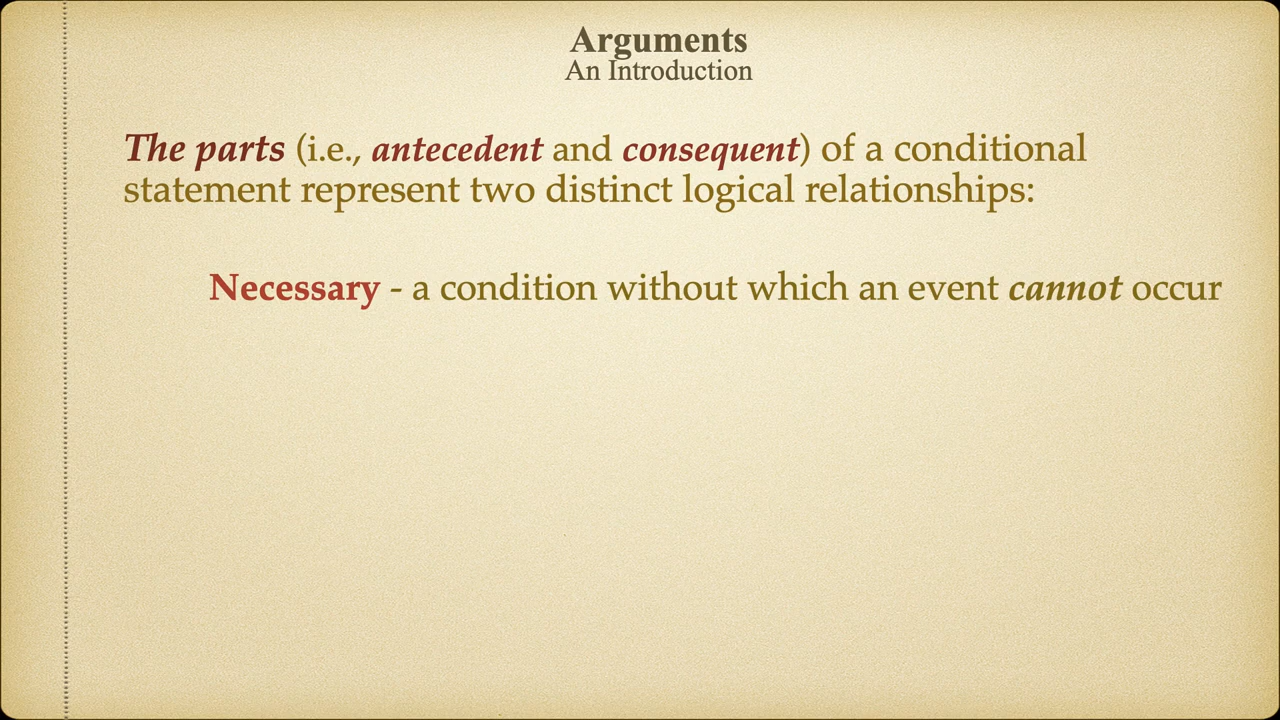 Arguments
An Introduction
The parts (i.e., antecedent and consequent) of a conditional
statement represent two distinct logical relationships:
Necessary - a condition without which an event cannot occur